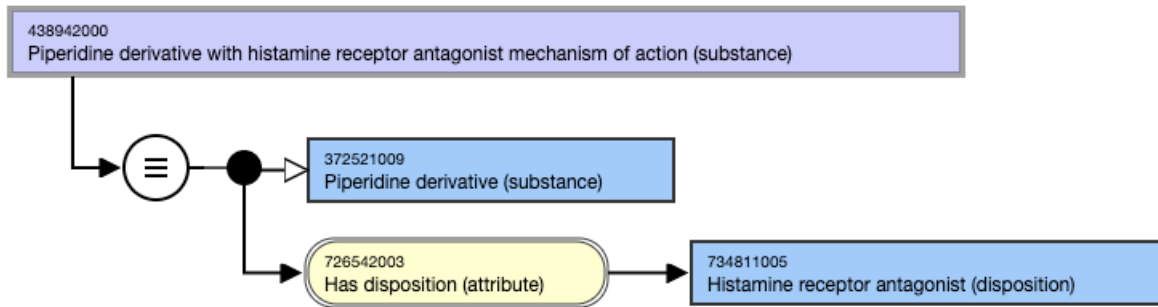 438942000
Piperidine derivative with histamine receptor antagonist mechanism of action (substance)
372521009
Piperidine derivative (substance)
726542003
Has disposition (attribute)
734811005
Histamine receptor antagonist (disposition)